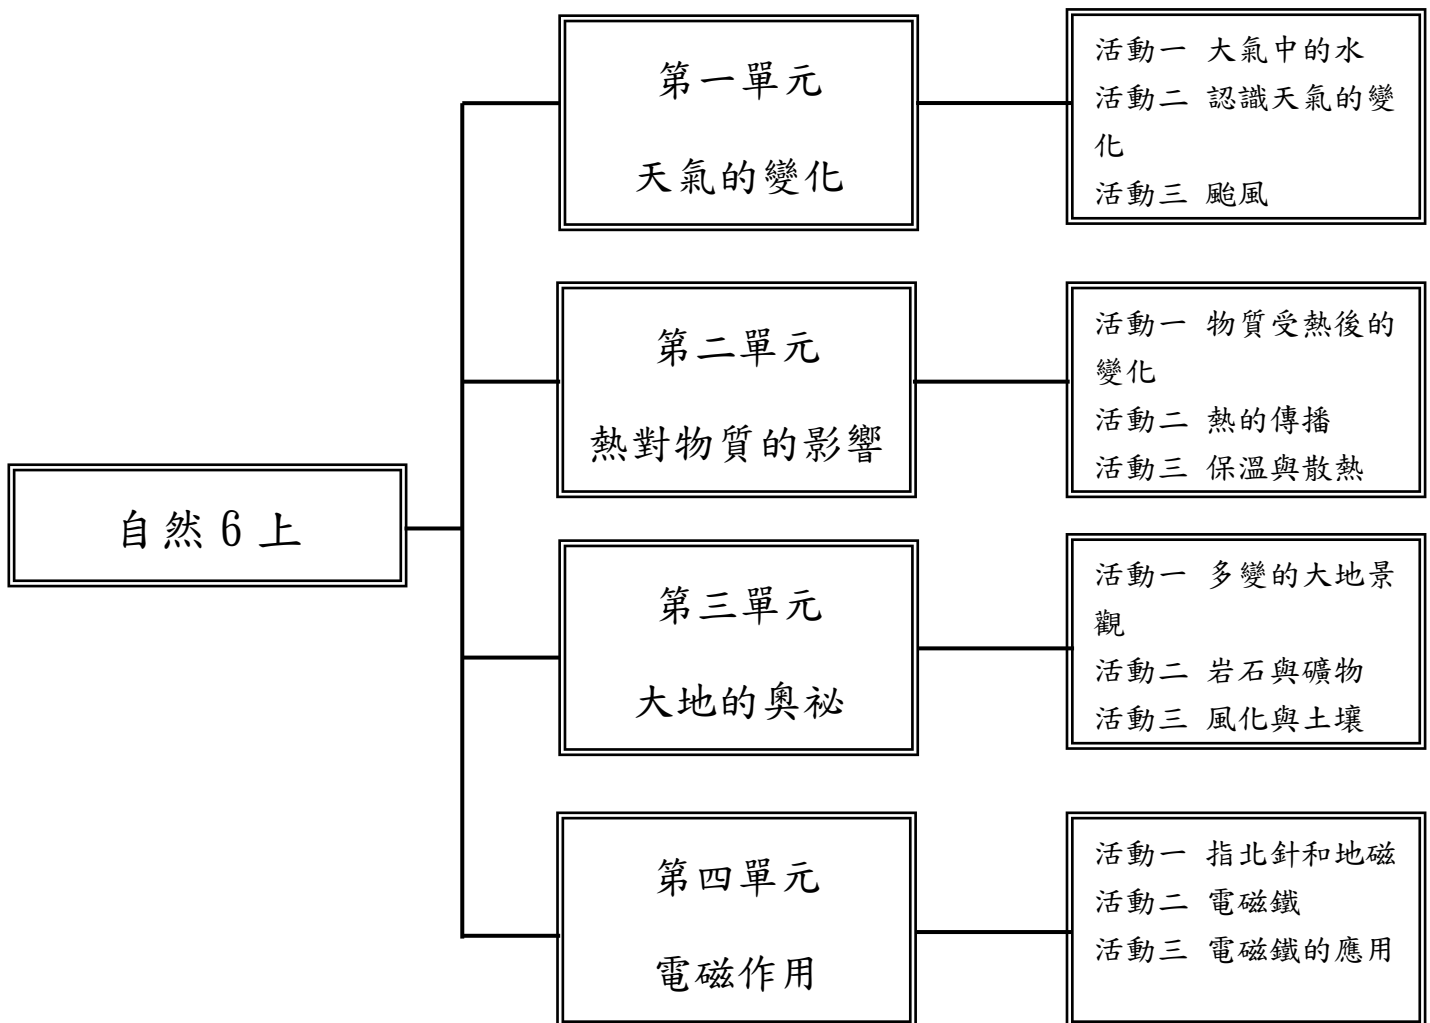 自然 6 上
第一單元
天氣的變化
活動一 大氣中的水
活動二 認識天氣的變
化
活動三 颱風
第二單元
熱對物質的影響
活動一 物質受熱後的
變化
活動二 熱的傳播
活動三 保溫與散熱
第三單元
大地的奧祕
活動一 多變的大地景
觀
活動二 岩石與礦物
活動三 風化與土壤
第四單元
電磁作用
活動一 指北針和地磁
活動二 電磁鐵
活動三 電磁鐵的應用